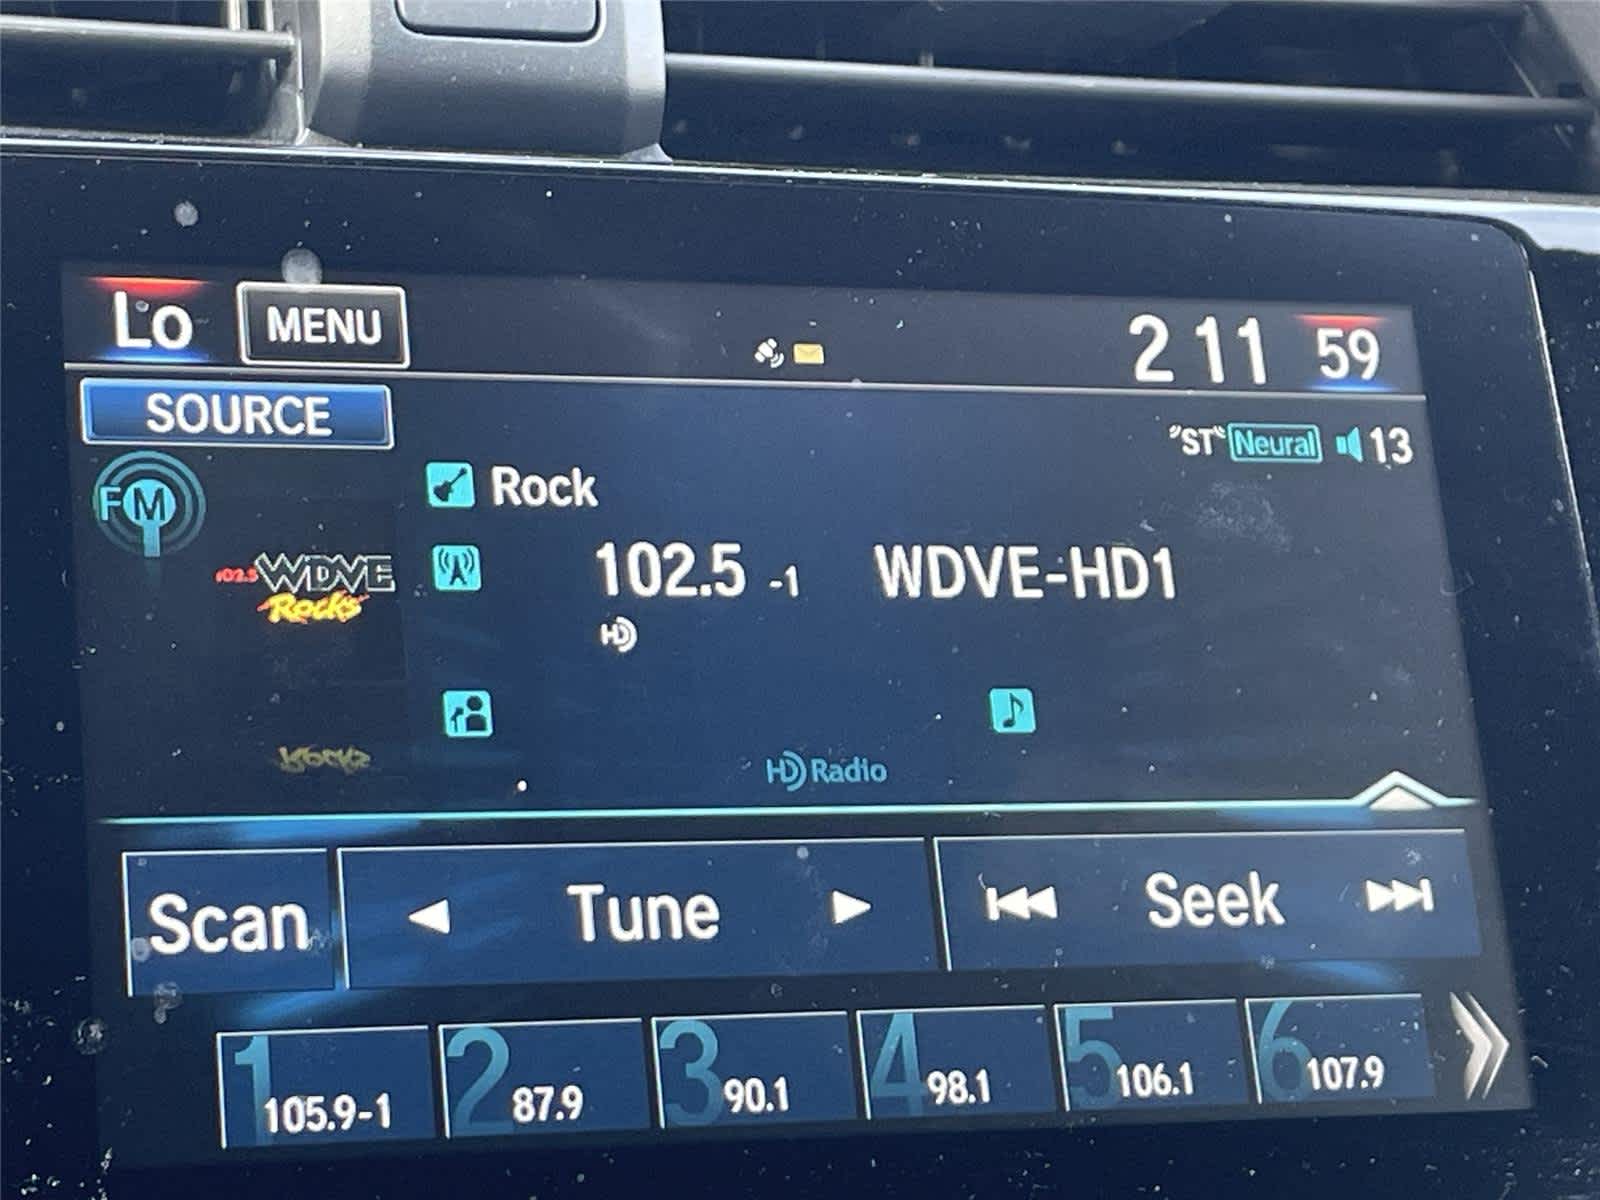 Lo MENU 2 11 59
SOURCE
"ST" Neural 13
FM
Rock
102.5 -1 WDVE-HD1
102.5 WDVE
Rocks
HD
HD Radio
Scan Tune Seek
1 105.9-1
2 87.9
3 90.1
4 98.1
5 106.1
6 107.9